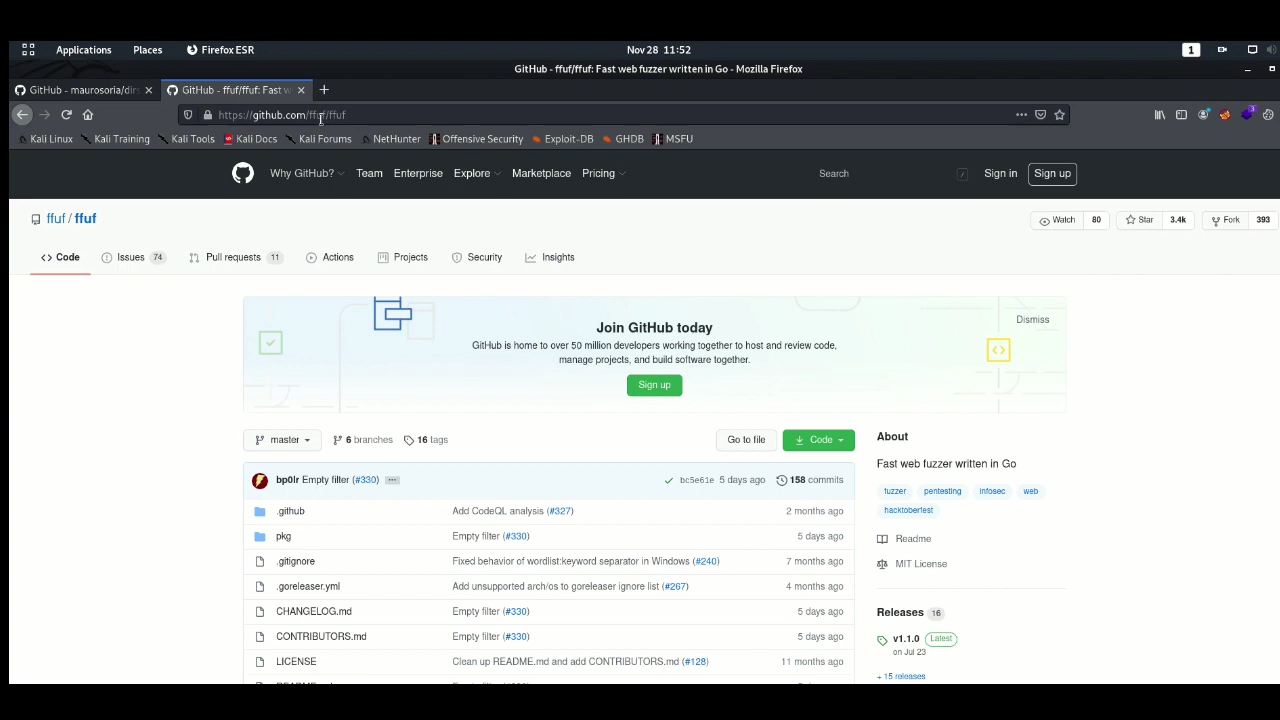 Applications Places Firefox ESR Nov 28 11:52 1
GitHub - ffuf/ffuf: Fast web fuzzer written in Go - Mozilla Firefox
GitHub - maurosoria/dirs GitHub - ffuf/ffuf: Fast w
https://github.com/ffuf/ffuf
Kali Linux Kali Training Kali Tools Kali Docs Kali Forums NetHunter Offensive Security Exploit-DB GHDB MSFU
Why GitHub? Team Enterprise Explore Marketplace Pricing Search / Sign in Sign up
ffuf / ffuf Watch 80 Star 3.4k Fork 393
Code Issues 74 Pull requests 11 Actions Projects Security Insights
Join GitHub today
Dismiss
GitHub is home to over 50 million developers working together to host and review code,
manage projects, and build software together.
Sign up
master 6 branches 16 tags Go to file Code
About
Fast web fuzzer written in Go
fuzzer pentesting infosec web
hacktoberfest
Readme
MIT License
Releases 16
v1.1.0 Latest
on Jul 23
+ 15 releases
bp0lr Empty filter (#330) bc5e61e 5 days ago 158 commits
.github Add CodeQL analysis (#327) 2 months ago
pkg Empty filter (#330) 5 days ago
.gitignore Fixed behavior of wordlist:keyword separator in Windows (#240) 7 months ago
.goreleaser.yml Add unsupported arch/os to goreleaser ignore list (#267) 4 months ago
CHANGELOG.md Empty filter (#330) 5 days ago
CONTRIBUTORS.md Empty filter (#330) 5 days ago
LICENSE Clean up README.md and add CONTRIBUTORS.md (#128) 11 months ago